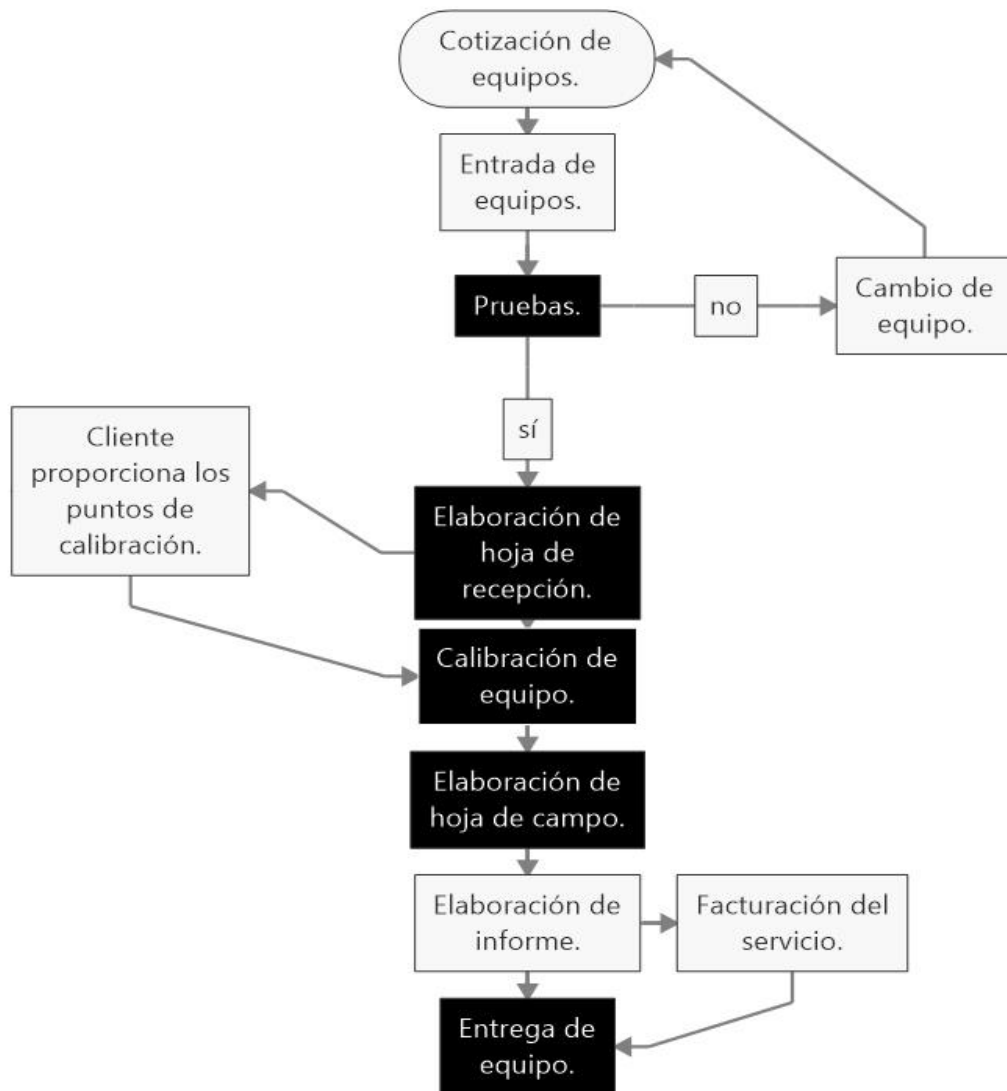 Cotización de
equipos.
Entrada de
equipos.
Pruebas.
no
Cambio de
equipo.
sí
Cliente
proporciona los
puntos de
calibración.
Elaboración de
hoja de
recepción.
Calibración de
equipo.
Elaboración de
hoja de campo.
Elaboración de
informe.
Facturación del
servicio.
Entrega de
equipo.